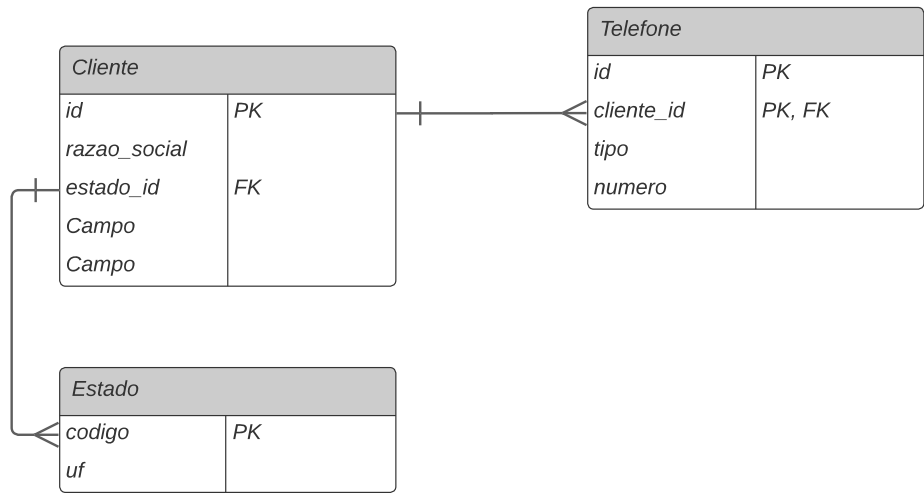 Cliente
id PK
razao_social
estado_id FK
Campo
Campo
Telefone
id PK
cliente_id PK, FK
tipo
numero
Estado
codigo PK
uf